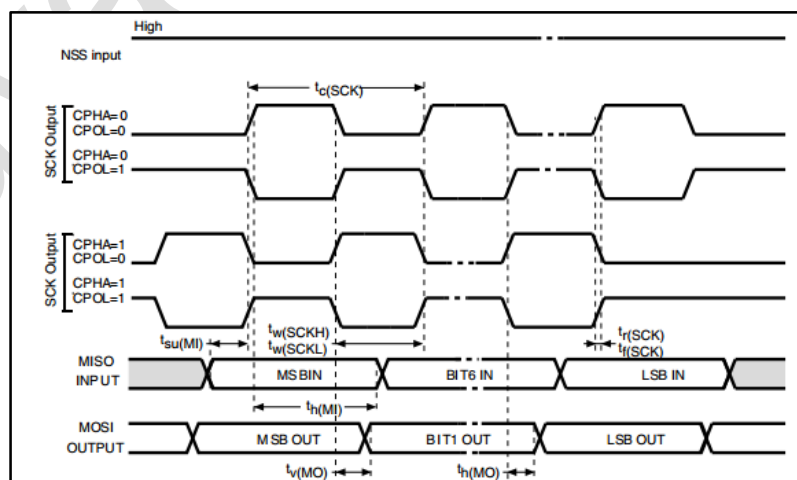 High
NSS input
tc(SCK)
SCK Output
CPHA=0
CPOL=0
CPHA=0
CPOL=1
SCK Output
CPHA=1
CPOL=0
CPHA=1
CPOL=1
tsu(MI)
tw(SCKH)
tw(SCKL)
tr(SCK)
tf(SCK)
MISO
INPUT
MSBIN
BIT6 IN
LSB IN
th(MI)
MOSI
OUTPUT
MSB OUT
BIT1 OUT
LSB OUT
tv(MO)
th(MO)